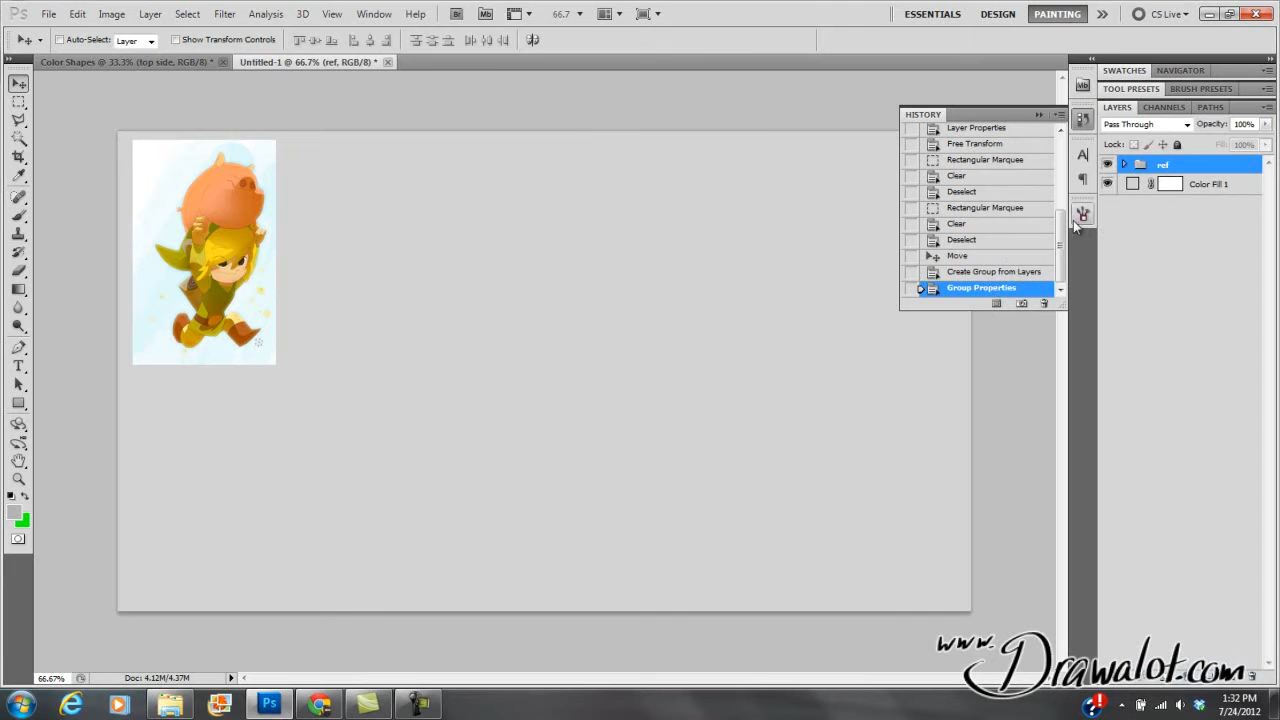 PS File Edit Image Layer Select Filter Analysis 3D View Window Help Br Mb 66.7 ESSENTIALS DESIGN PAINTING CS Live
Auto-Select: Layer Show Transform Controls
Color Shapes @ 33.3% (top side, RGB/8) * Untitled-1 @ 66.7% (ref, RGB/8) *
SWATCHES NAVIGATOR
TOOL PRESETS BRUSH PRESETS
LAYERS CHANNELS PATHS
Pass Through Opacity: 100%
Lock: Fill: 100%
ref
Color Fill 1
Mb
A
HISTORY
Layer Properties
Free Transform
Rectangular Marquee
Clear
Deselect
Rectangular Marquee
Clear
Deselect
Move
Create Group from Layers
Group Properties
T
66.67% Doc: 4.12M/4.37M
www.Drawalot.com
Ps
1:32 PM
7/24/2012